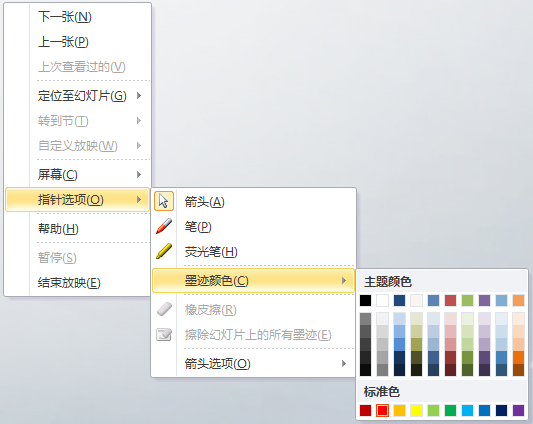 下一张(N)
上一张(P)
上次查看过的(V)
定位至幻灯片(G)
转到节(T)
自定义放映(W)
屏幕(C)
指针选项(O)
帮助(H)
暂停(S)
结束放映(E)
箭头(A)
笔(P)
荧光笔(H)
墨迹颜色(C)
橡皮擦(R)
擦除幻灯片上的所有墨迹(E)
箭头选项(O)
主题颜色
标准色